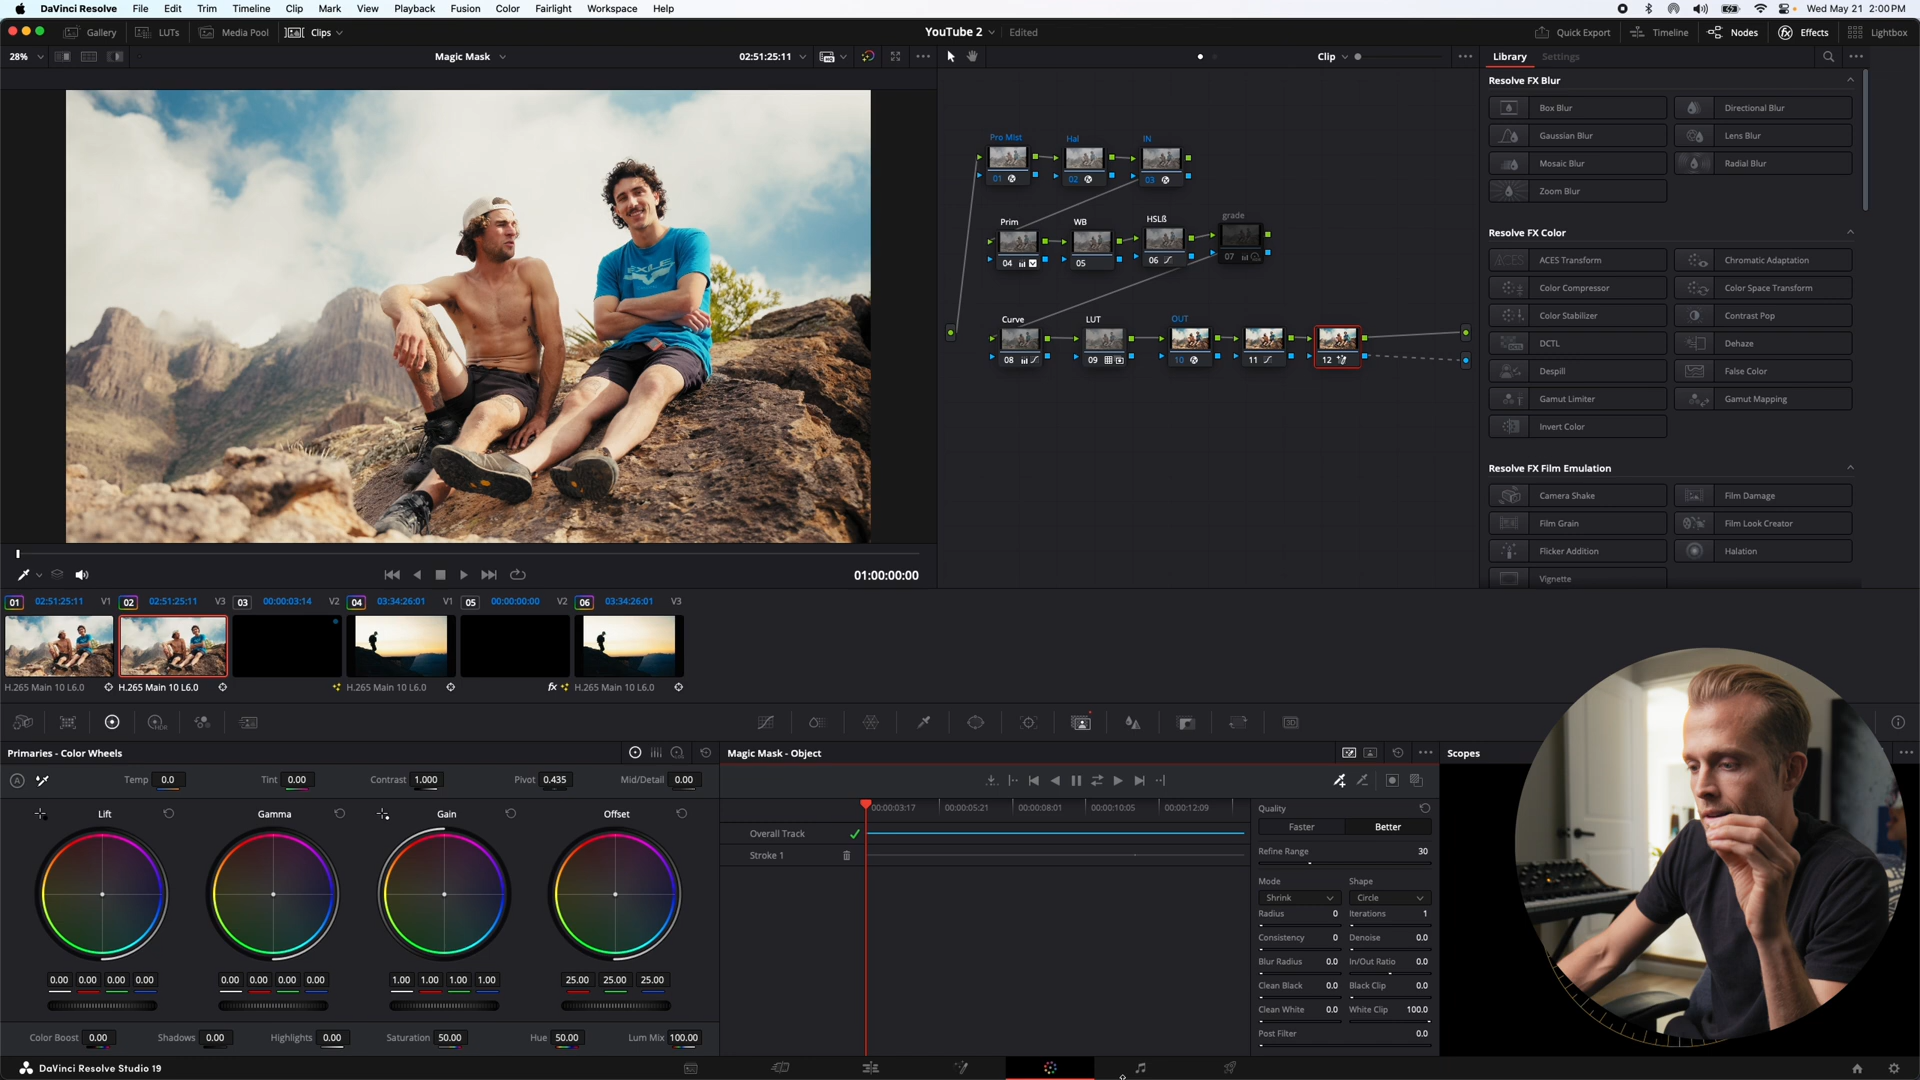 DaVinci Resolve File Edit Trim Timeline Clip Mark View Playback Fusion Color Fairlight Workspace Help Wed May 21 2:00 PM
Gallery LUTs Media Pool Clips YouTube 2 Edited Quick Export Timeline Nodes Effects Lightbox
28% Magic Mask 02:51:25:11 Clip Library Settings
Resolve FX Blur
Box Blur Directional Blur
Gaussian Blur Lens Blur
Mosaic Blur Radial Blur
Zoom Blur
Resolve FX Color
ACES Transform Chromatic Adaptation
Color Compressor Color Space Transform
Color Stabilizer Contrast Pop
DCTL Dehaze
Despill False Color
Gamut Limiter Gamut Mapping
Invert Color
Resolve FX Film Emulation
Camera Shake Film Damage
Film Grain Film Look Creator
Flicker Addition Halation
Vignette
Pro Mist Hal IN
01 02 03
Prim WB HSLß grade
04 05 06 07
Curve LUT OUT
08 09 10 11 12
EXILE
01:00:00:00
01 02:51:25:11 V1 02 02:51:25:11 V3 03 00:00:03:14 V2 04 03:34:26:01 V1 05 00:00:00:00 V2 06 03:34:26:01 V3
H.265 Main 10 L6.0 H.265 Main 10 L6.0 H.265 Main 10 L6.0 fx H.265 Main 10 L6.0
Primaries - Color Wheels Magic Mask - Object Scopes
Temp 0.0 Tint 0.00 Contrast 1.000 Pivot 0.435 Mid/Detail 0.00
Lift Gamma Gain Offset
0.00 0.00 0.00 0.00 0.00 0.00 0.00 0.00 1.00 1.00 1.00 1.00 25.00 25.00 25.00
Color Boost 0.00 Shadows 0.00 Highlights 0.00 Saturation 50.00 Hue 50.00 Lum Mix 100.00
00:00:03:17 00:00:05:21 00:00:08:01 00:00:10:05 00:00:12:09
Overall Track
Stroke 1
Quality
Faster Better
Refine Range 30
Mode Shape
Shrink Circle
Radius 0 Iterations 1
Consistency 0 Denoise 0.0
Blur Radius 0.0 In/Out Ratio 0.0
Clean Black 0.0 Black Clip 0.0
Clean White 0.0 White Clip 100.0
Post Filter 0.0
DaVinci Resolve Studio 19